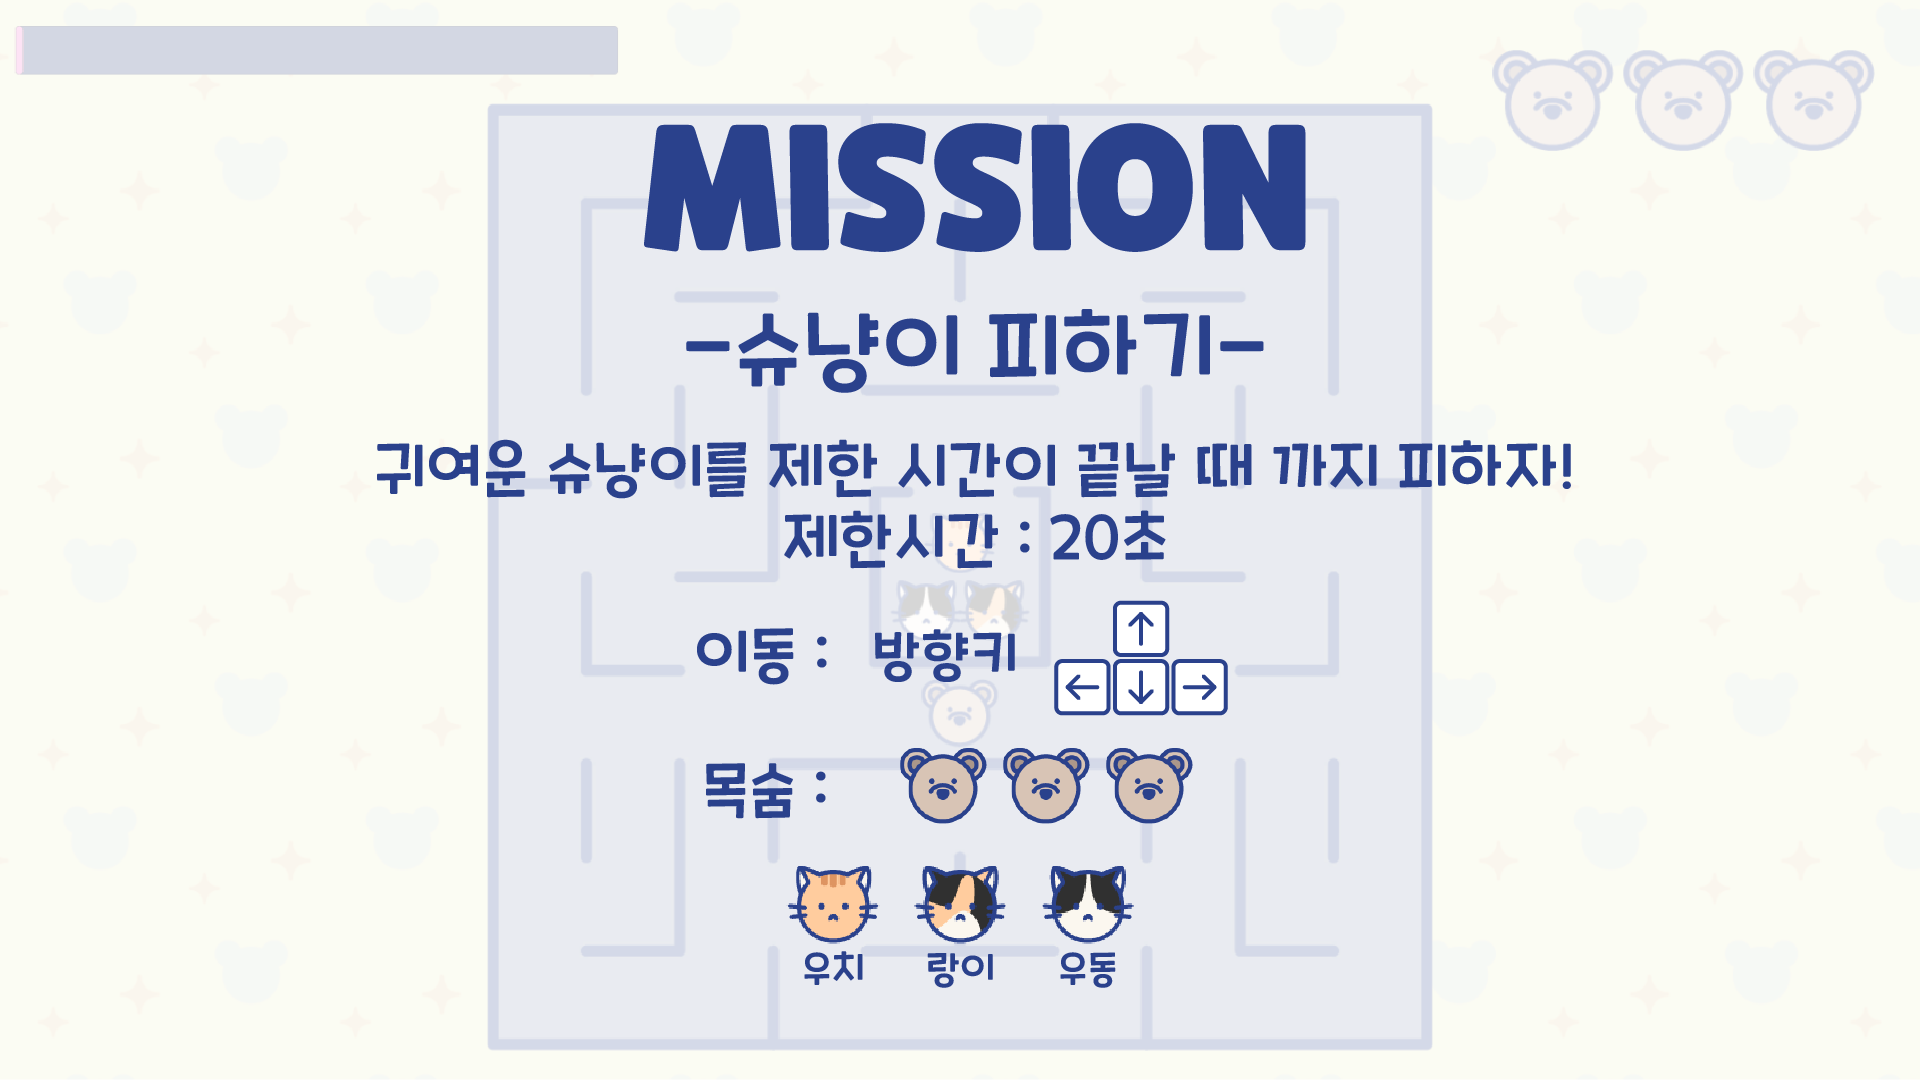 MISSION
-슈냥이 피하기-
귀여운 슈냥이를 제한 시간이 끝날 때 까지 피하자!
제한시간 : 20초
이동 : 방향키 ↑ ← ↓ →
목숨 :
우치 랑이 우동